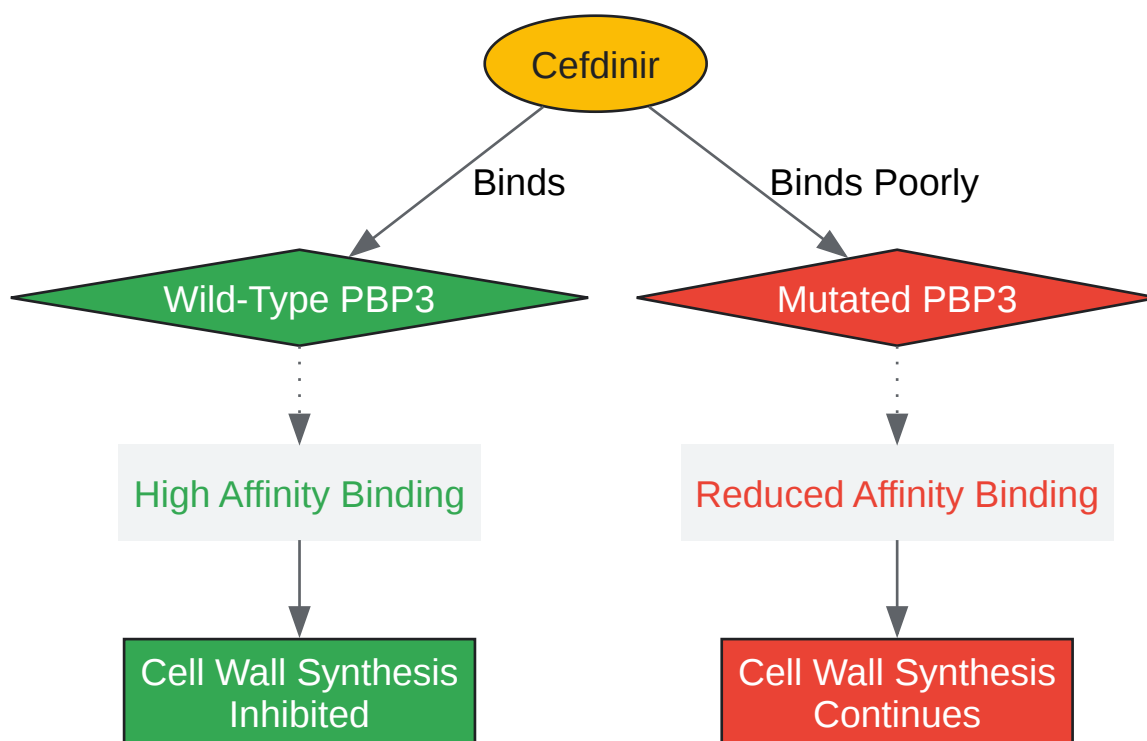 Cefdinir
Binds
Binds Poorly
Wild-Type PBP3
Mutated PBP3
High Affinity Binding
Reduced Affinity Binding
Cell Wall Synthesis
Inhibited
Cell Wall Synthesis
Continues